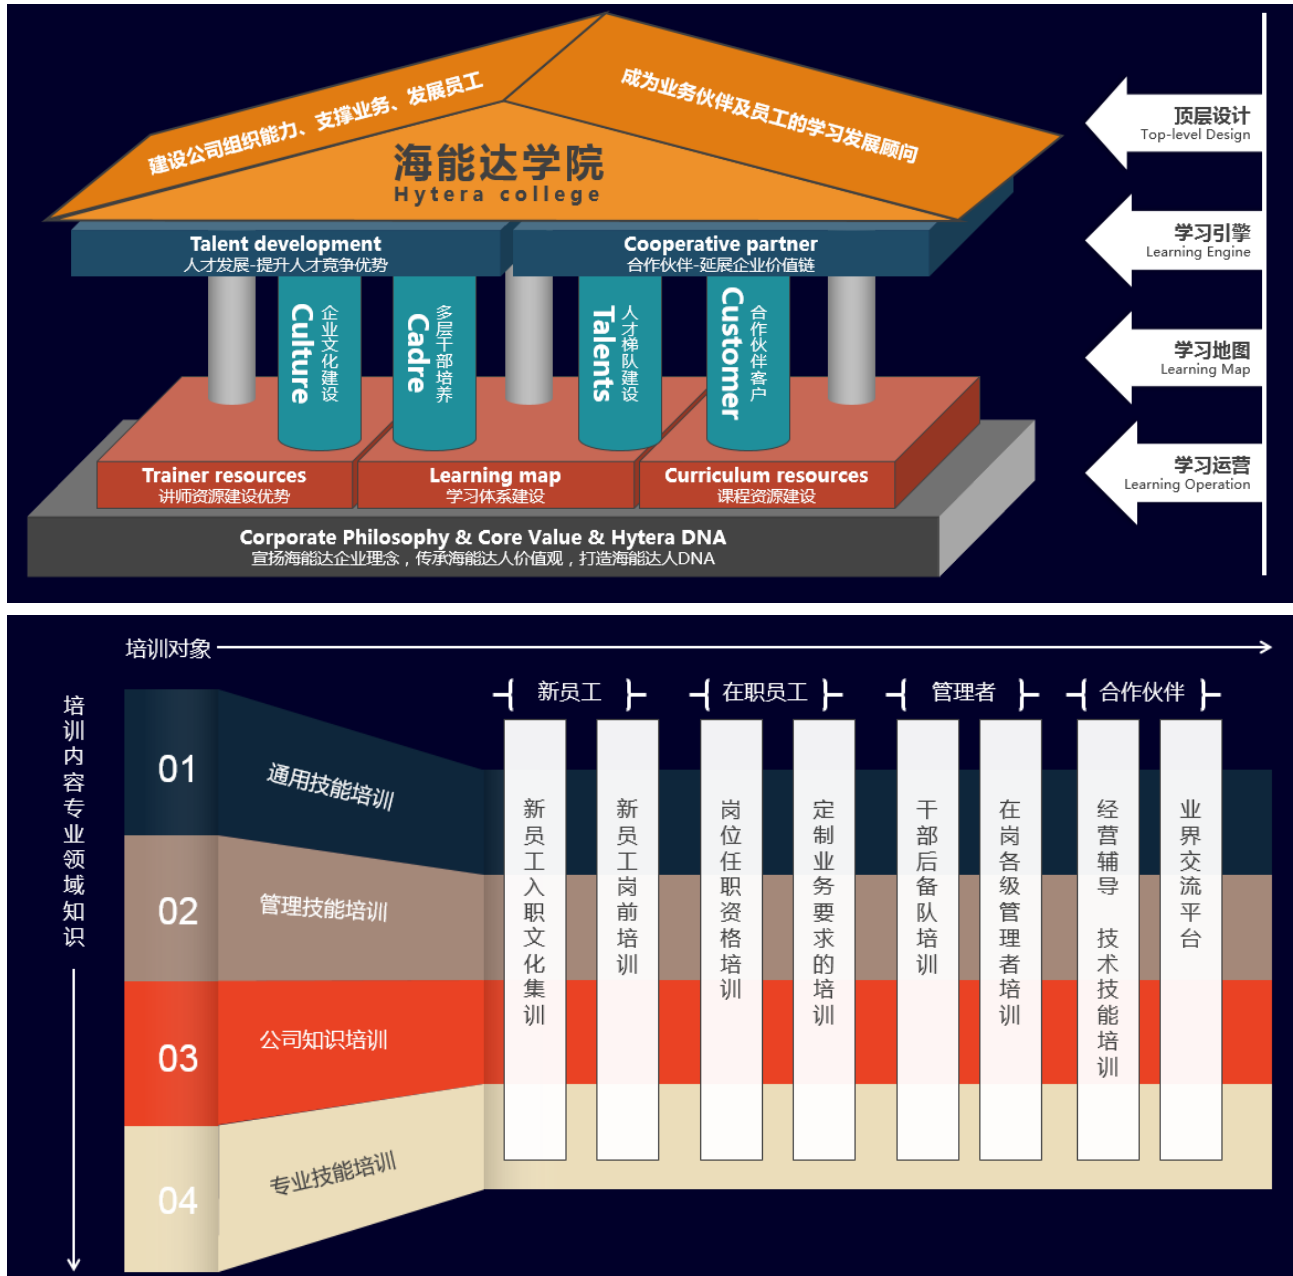 建设公司组织能力、支撑业务、发展员工
成为业务伙伴及员工的学习发展顾问
海能达学院
Hytera college
Talent development
人才发展-提升人才竞争优势
Cooperative partner
合作伙伴-延展企业价值链
Culture
企业文化建设
Cadre
多层干部培养
Talents
人才梯队建设
Customer
合作伙伴客户
Trainer resources
讲师资源建设优势
Learning map
学习体系建设
Curriculum resources
课程资源建设
Corporate Philosophy & Core Value & Hytera DNA
宣扬海能达企业理念，传承海能达人价值观，打造海能达人DNA
顶层设计
Top-level Design
学习引擎
Learning Engine
学习地图
Learning Map
学习运营
Learning Operation
培训对象
培训内容专业领域知识
新员工
在职员工
管理者
合作伙伴
01
通用技能培训
02
管理技能培训
03
公司知识培训
04
专业技能培训
新员工入职文化集训
新员工岗前培训
岗位任职资格培训
定制业务要求的培训
干部后备队培训
在岗各级管理者培训
经营辅导 技术技能培训
业界交流平台